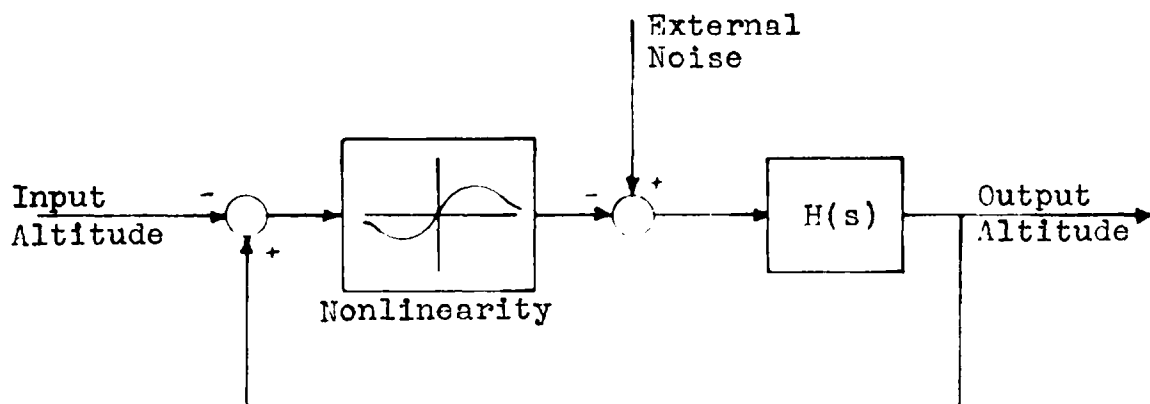 External
Noise
Input
Altitude
-
+
Nonlinearity
-
+
H(s)
Output
Altitude